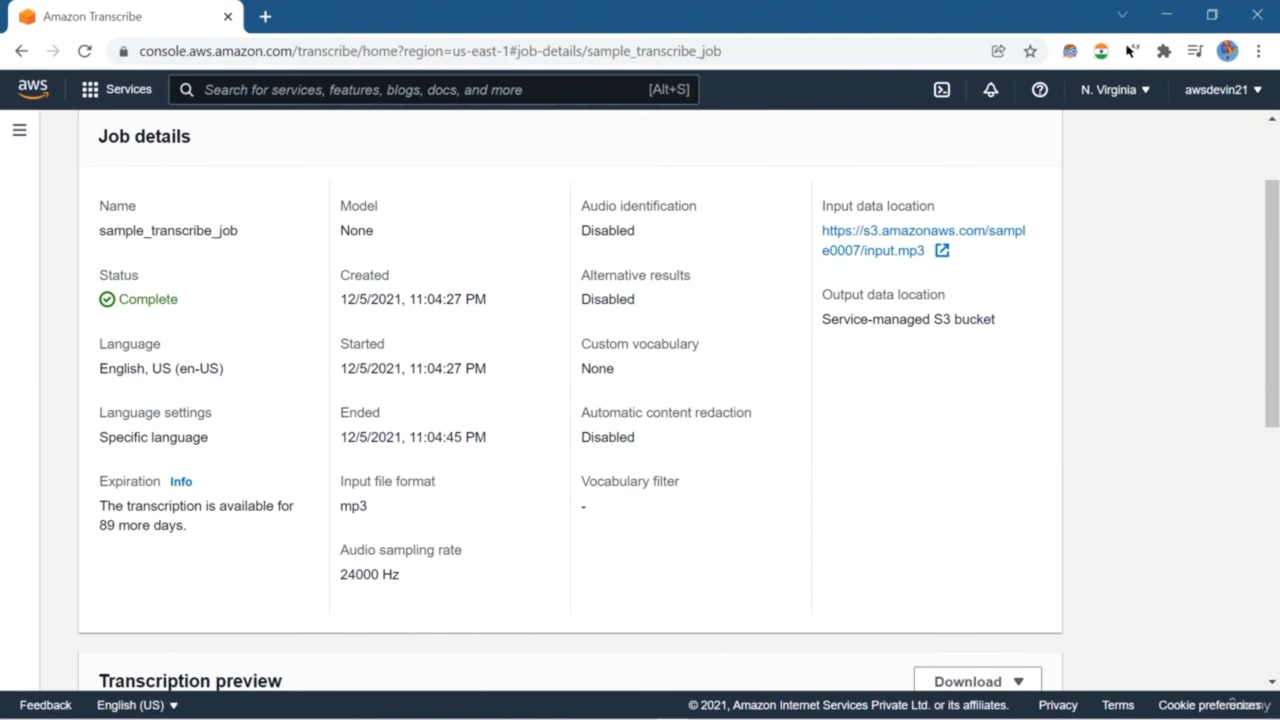 Amazon Transcribe
console.aws.amazon.com/transcribe/home?region=us-east-1#job-details/sample_transcribe_job
aws
Services
Search for services, features, blogs, docs, and more
[Alt+S]
N. Virginia
awsdevin21
Job details
Name
sample_transcribe_job
Status
Complete
Language
English, US (en-US)
Language settings
Specific language
Expiration Info
The transcription is available for
89 more days.
Model
None
Created
12/5/2021, 11:04:27 PM
Started
12/5/2021, 11:04:27 PM
Ended
12/5/2021, 11:04:45 PM
Input file format
mp3
Audio sampling rate
24000 Hz
Audio identification
Disabled
Alternative results
Disabled
Custom vocabulary
None
Automatic content redaction
Disabled
Vocabulary filter
-
Input data location
https://s3.amazonaws.com/sampl
e0007/input.mp3
Output data location
Service-managed S3 bucket
Transcription preview
Download
Feedback
English (US)
© 2021, Amazon Internet Services Private Ltd. or its affiliates.
Privacy
Terms
Cookie preferences